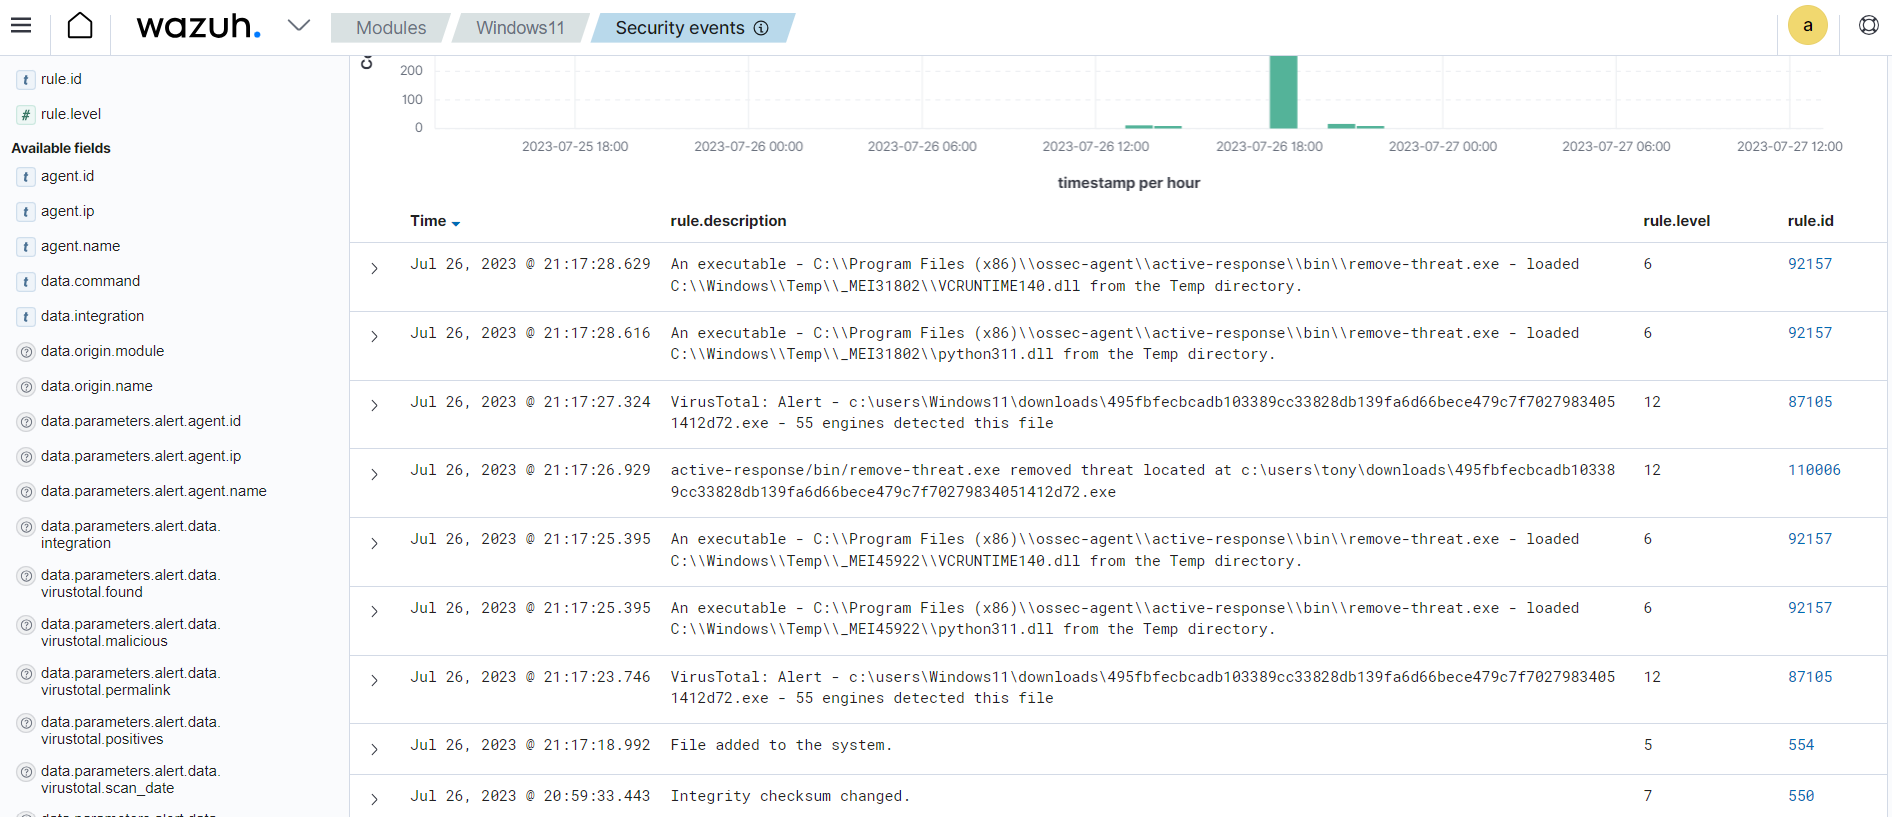 wazuh.
Modules
Windows11
Security events
a
t rule.id
# rule.level
Available fields
t agent.id
t agent.ip
t agent.name
t data.command
t data.integration
? data.origin.module
? data.origin.name
? data.parameters.alert.agent.id
? data.parameters.alert.agent.ip
? data.parameters.alert.agent.name
? data.parameters.alert.data.
integration
? data.parameters.alert.data.
virustotal.found
? data.parameters.alert.data.
virustotal.malicious
? data.parameters.alert.data.
virustotal.permalink
? data.parameters.alert.data.
virustotal.positives
? data.parameters.alert.data.
virustotal.scan_date
200
100
0
2023-07-25 18:00 2023-07-26 00:00 2023-07-26 06:00 2023-07-26 12:00 2023-07-26 18:00 2023-07-27 00:00 2023-07-27 06:00 2023-07-27 12:00
timestamp per hour
Time rule.description rule.level rule.id
Jul 26, 2023 @ 21:17:28.629 An executable - C:\\Program Files (x86)\\ossec-agent\\active-response\\bin\\remove-threat.exe - loaded 6 92157
C:\\Windows\\Temp\\_MEI31802\\VCRUNTIME140.dll from the Temp directory.
Jul 26, 2023 @ 21:17:28.616 An executable - C:\\Program Files (x86)\\ossec-agent\\active-response\\bin\\remove-threat.exe - loaded 6 92157
C:\\Windows\\Temp\\_MEI31802\\python311.dll from the Temp directory.
Jul 26, 2023 @ 21:17:27.324 VirusTotal: Alert - c:\users\Windows11\downloads\495fbfecbcadb103389cc33828db139fa6d66bece479c7f7027983405 12 87105
1412d72.exe - 55 engines detected this file
Jul 26, 2023 @ 21:17:26.929 active-response/bin/remove-threat.exe removed threat located at c:\users\tony\downloads\495fbfecbcadb10338 12 110006
9cc33828db139fa6d66bece479c7f70279834051412d72.exe
Jul 26, 2023 @ 21:17:25.395 An executable - C:\\Program Files (x86)\\ossec-agent\\active-response\\bin\\remove-threat.exe - loaded 6 92157
C:\\Windows\\Temp\\_MEI45922\\VCRUNTIME140.dll from the Temp directory.
Jul 26, 2023 @ 21:17:25.395 An executable - C:\\Program Files (x86)\\ossec-agent\\active-response\\bin\\remove-threat.exe - loaded 6 92157
C:\\Windows\\Temp\\_MEI45922\\python311.dll from the Temp directory.
Jul 26, 2023 @ 21:17:23.746 VirusTotal: Alert - c:\users\Windows11\downloads\495fbfecbcadb103389cc33828db139fa6d66bece479c7f7027983405 12 87105
1412d72.exe - 55 engines detected this file
Jul 26, 2023 @ 21:17:18.992 File added to the system. 5 554
Jul 26, 2023 @ 20:59:33.443 Integrity checksum changed. 7 550